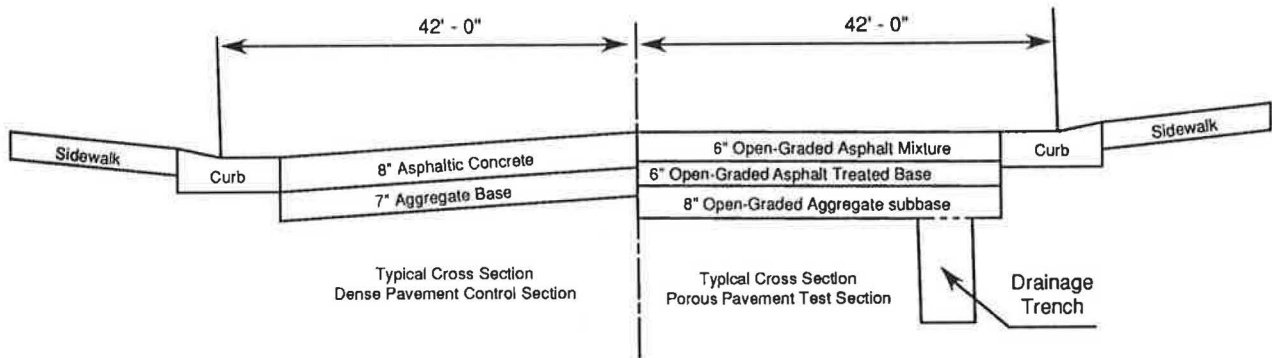 42' - 0"
42' - 0"
Sidewalk
Curb
8" Asphaltic Concrete
7" Aggregate Base
6" Open-Graded Asphalt Mixture
6" Open-Graded Asphalt Treated Base
8" Open-Graded Aggregate subbase
Curb
Sidewalk
Typical Cross Section
Dense Pavement Control Section
Typical Cross Section
Porous Pavement Test Section
Drainage
Trench